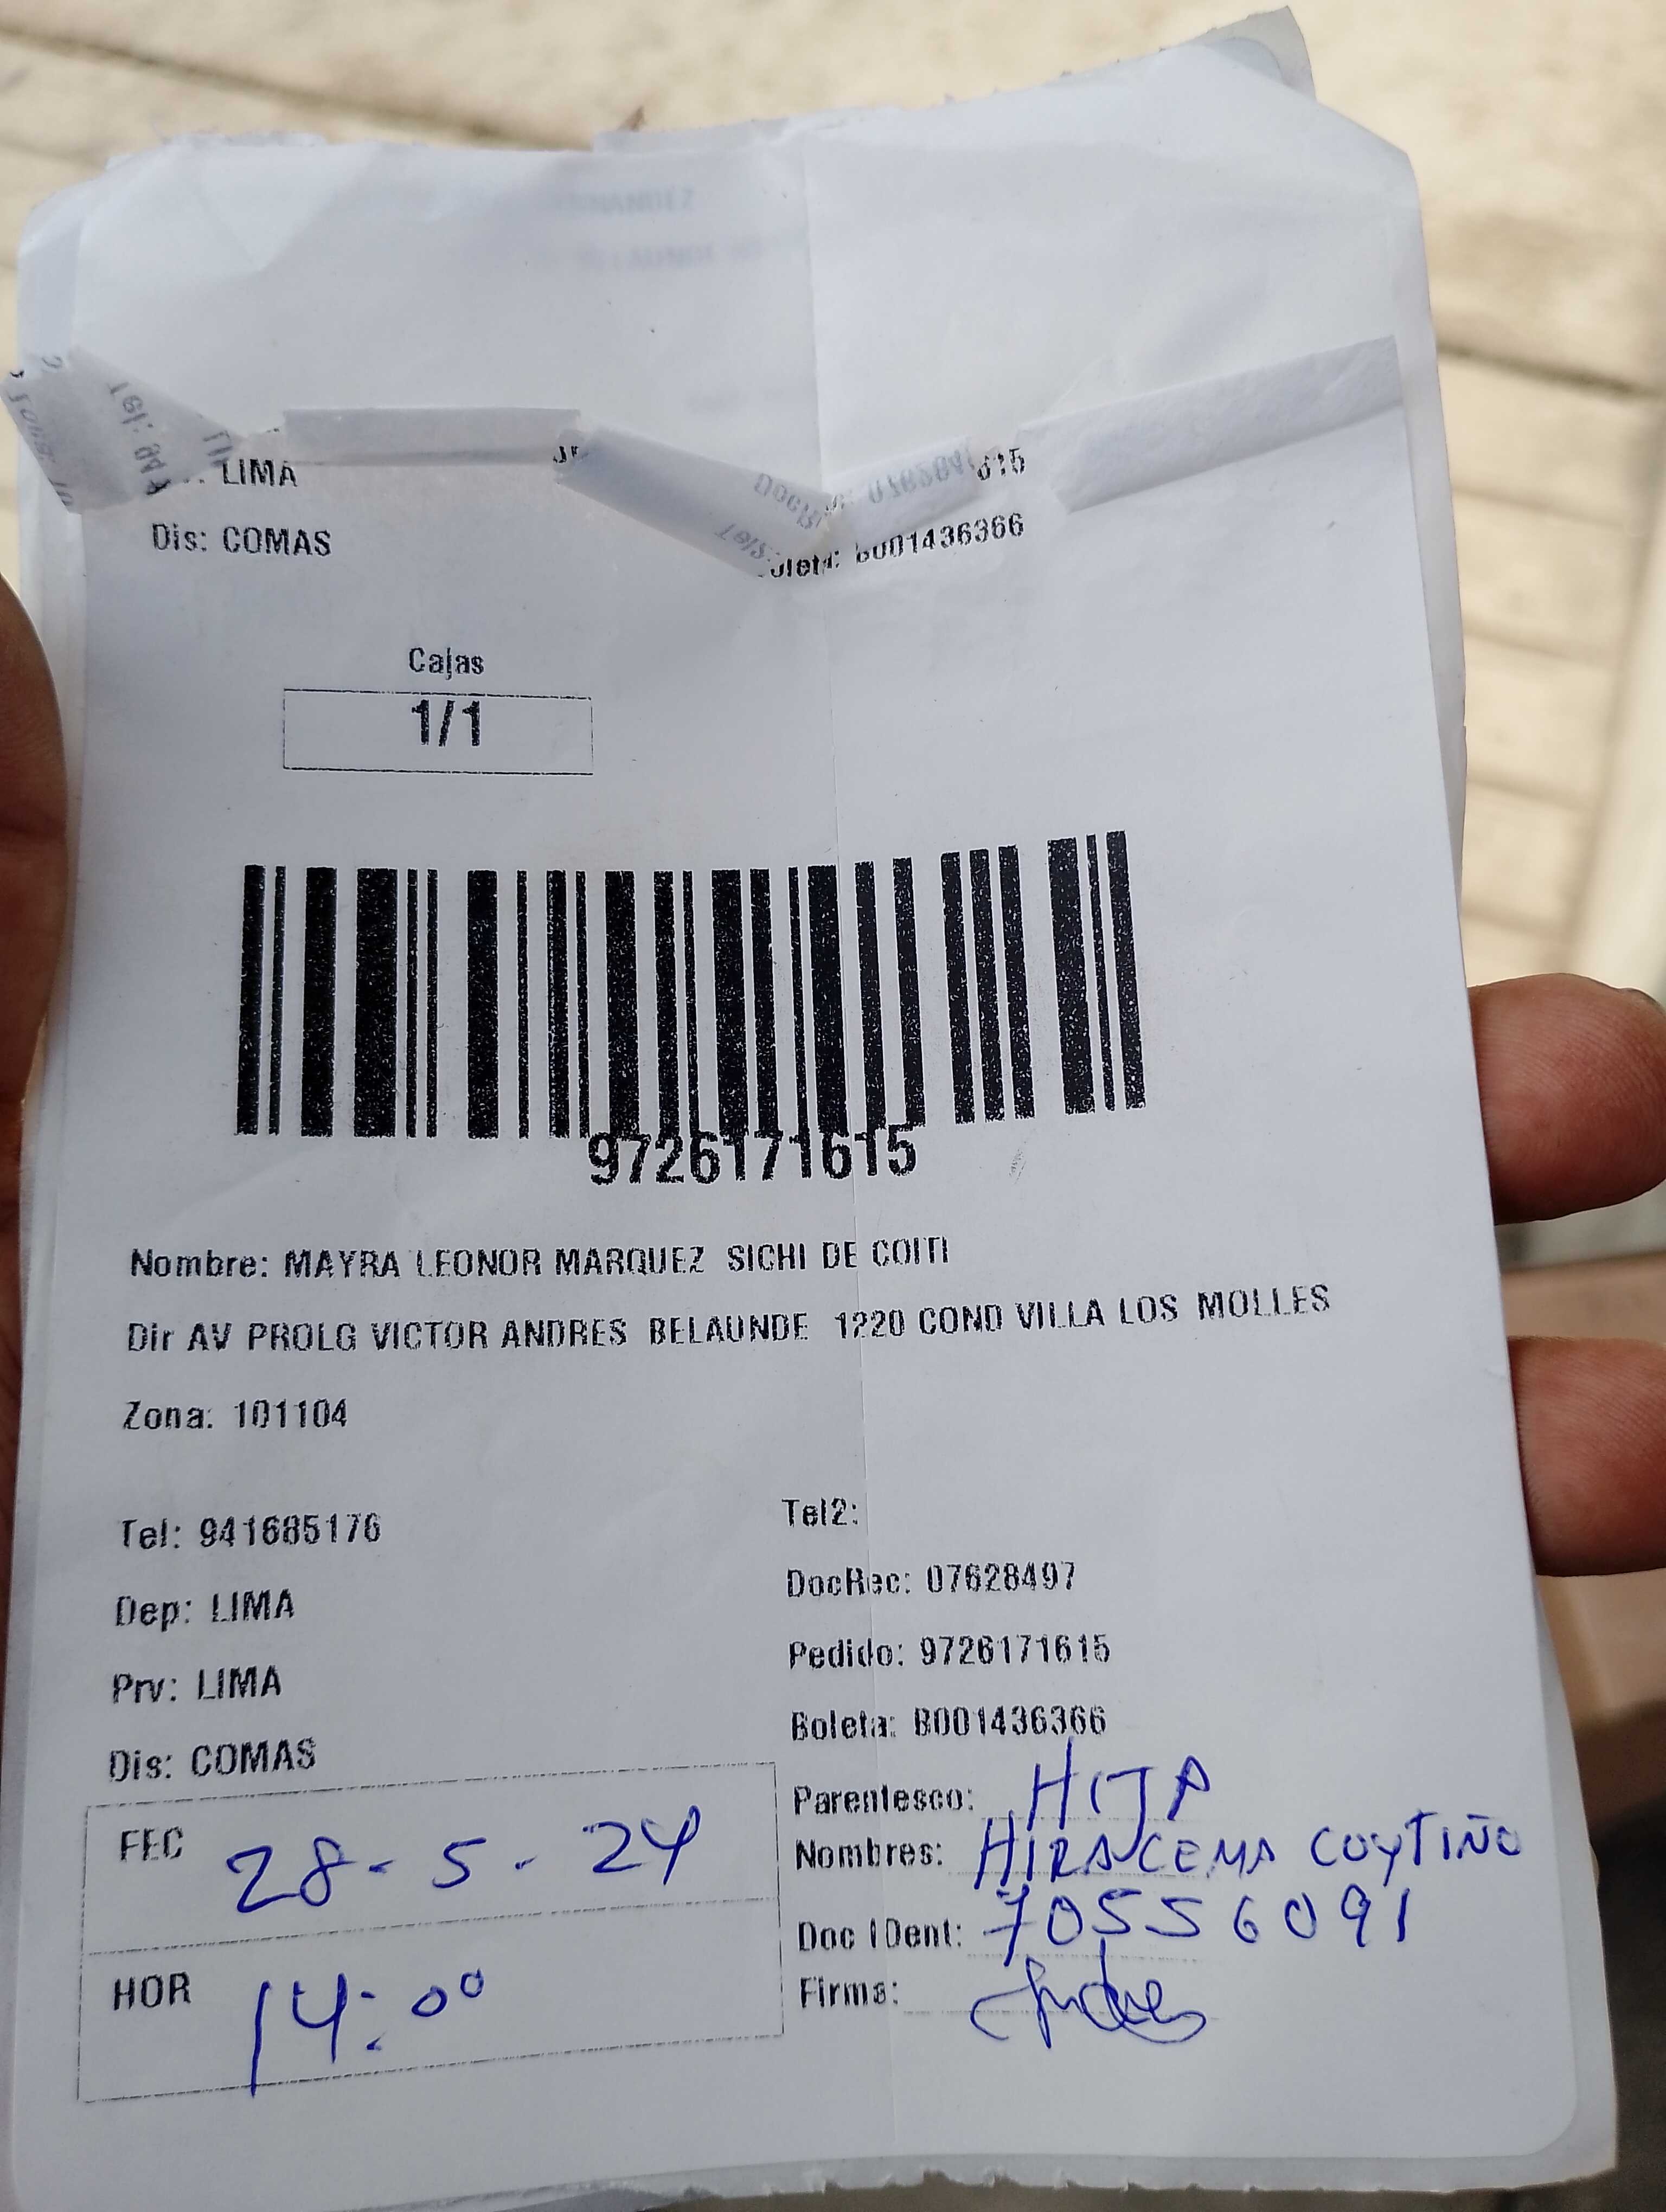 LIMA
615
Dis: COMAS
B001436366
Cajas
1/1
9726171615
Nombre: MAYRA LEONOR MARQUEZ SICHI DE COITI
Dir AV PROLG VICTOR ANDRES BELAUNDE 1220 COND VILLA LOS MOLLES
Zona: 101104
Tel: 941685176
Tel2:
Dep: LIMA
DocRec: 07628497
Prv: LIMA
Pedido: 9726171615
Dis: COMAS
Boleta: B001436366
Parentesco: HIJA
FEC 28-5-24
Nombres: HIRACEMA COYTIÑO
Doc IDent: 70556091
HOR 14:00
Firma: